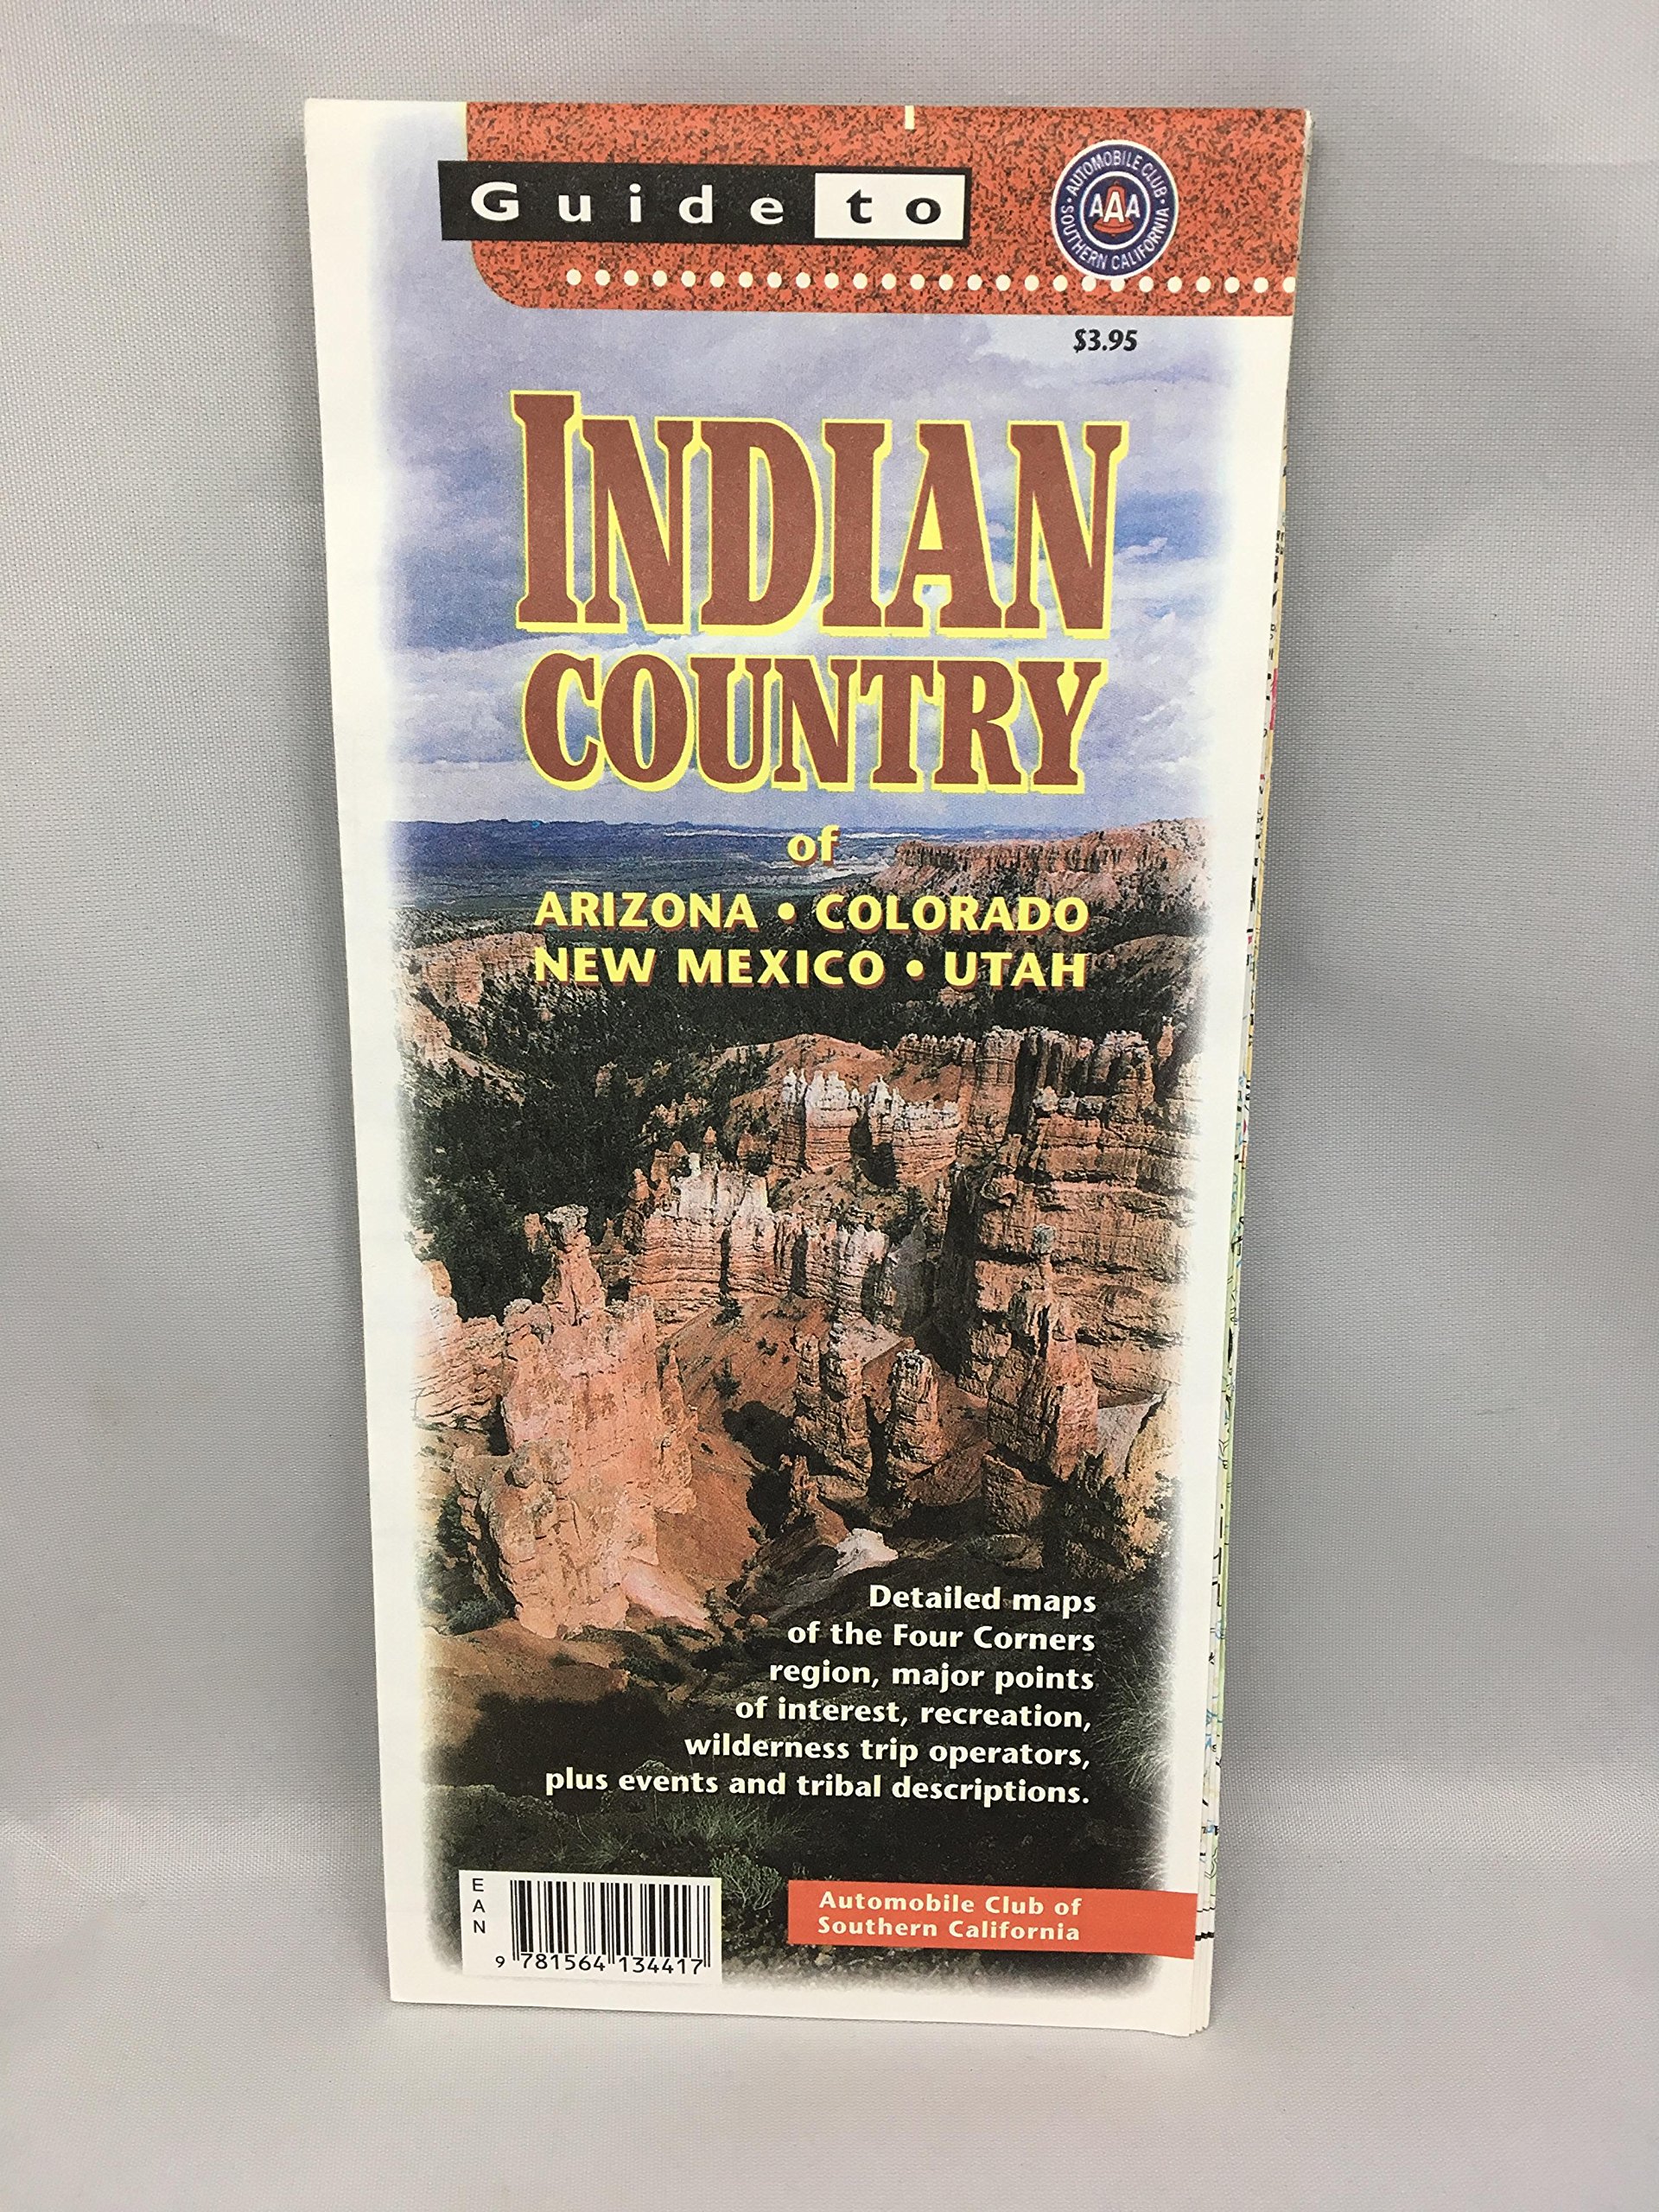 Guide to
AUTOMOBILE CLUB
AAA
SOUTHERN CALIFORNIA
$3.95
INDIAN
COUNTRY
of
ARIZONA • COLORADO
NEW MEXICO • UTAH
Detailed maps
of the Four Corners
region, major points
of interest, recreation,
wilderness trip operators,
plus events and tribal descriptions.
EAN
9 781564 134417
Automobile Club of
Southern California